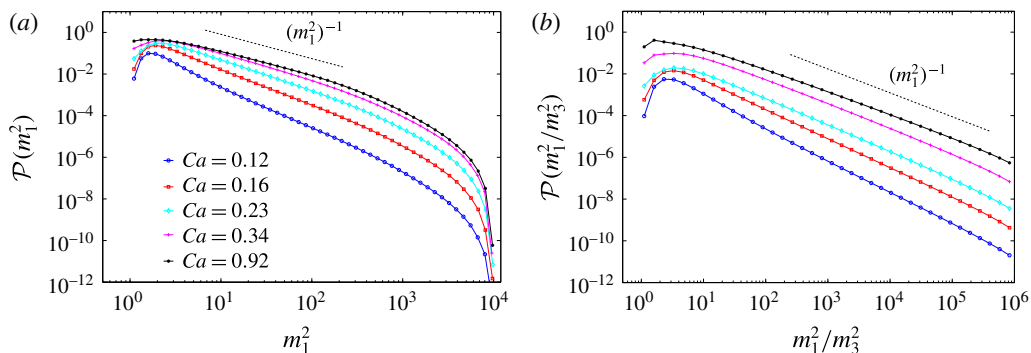 (a)
10^0
10^-2
10^-4
10^-6
10^-8
10^-10
10^-12
P(m_1^2)
(m_1^2)^-1
Ca = 0.12
Ca = 0.16
Ca = 0.23
Ca = 0.34
Ca = 0.92
10^0 10^1 10^2 10^3 10^4
m_1^2
(b)
10^0
10^-2
10^-4
10^-6
10^-8
10^-10
10^-12
P(m_1^2/m_3^2)
(m_1^2)^-1
10^0 10^1 10^2 10^3 10^4 10^5 10^6
m_1^2/m_3^2